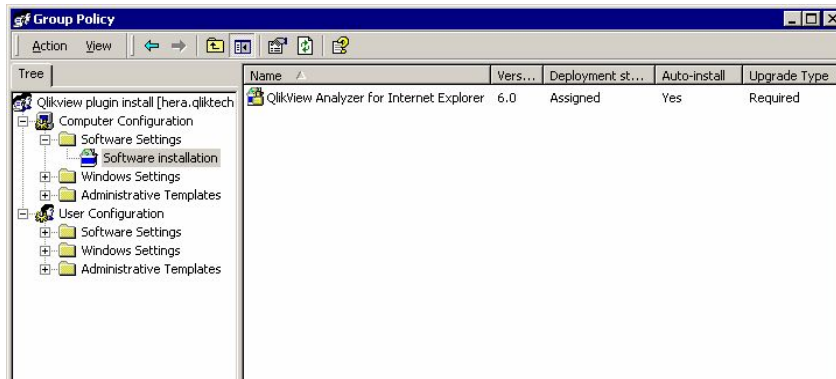 Group Policy
Action View
Tree
Name Vers... Deployment st... Auto-install Upgrade Type
Qlikview plugin install [hera.qliktech
QlikView Analyzer for Internet Explorer 6.0 Assigned Yes Required
Computer Configuration
Software Settings
Software installation
Windows Settings
Administrative Templates
User Configuration
Software Settings
Windows Settings
Administrative Templates